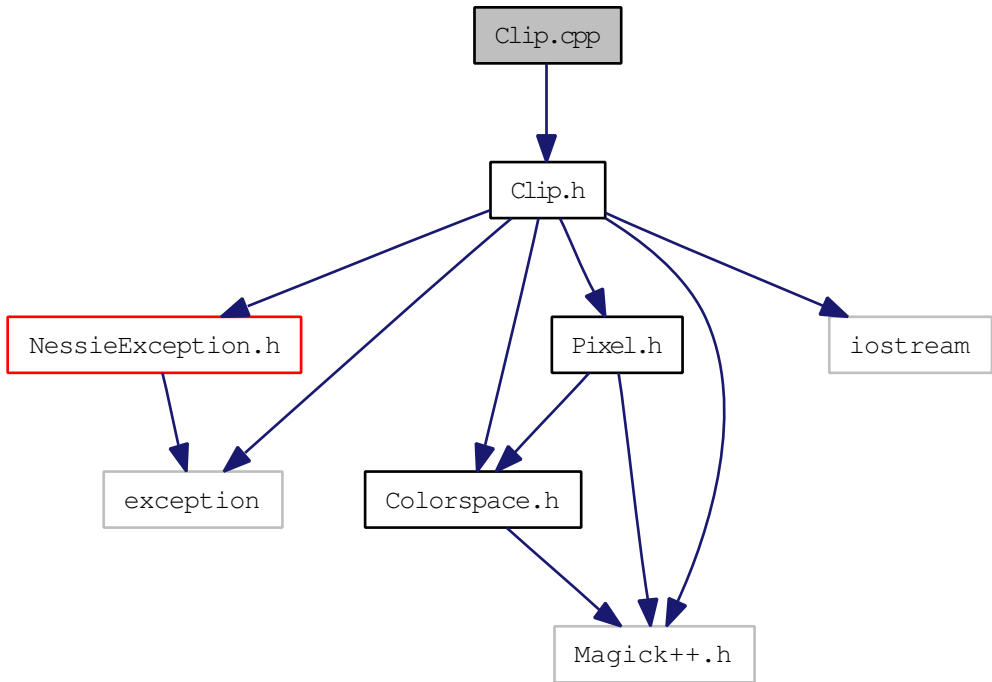 Clip.cpp
Clip.h
NessieException.h
Pixel.h
iostream
exception
Colorspace.h
Magick++.h